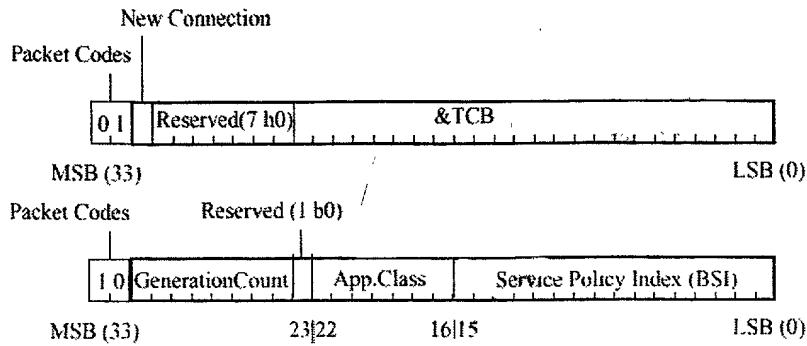 New Connection
Packet Codes
0 1 Reserved(7 h0) &TCB
MSB (33) LSB (0)
Packet Codes Reserved (1 b0)
1 0 GenerationCount App.Class Service Policy Index (BSI)
MSB (33) 23|22 16|15 LSB (0)